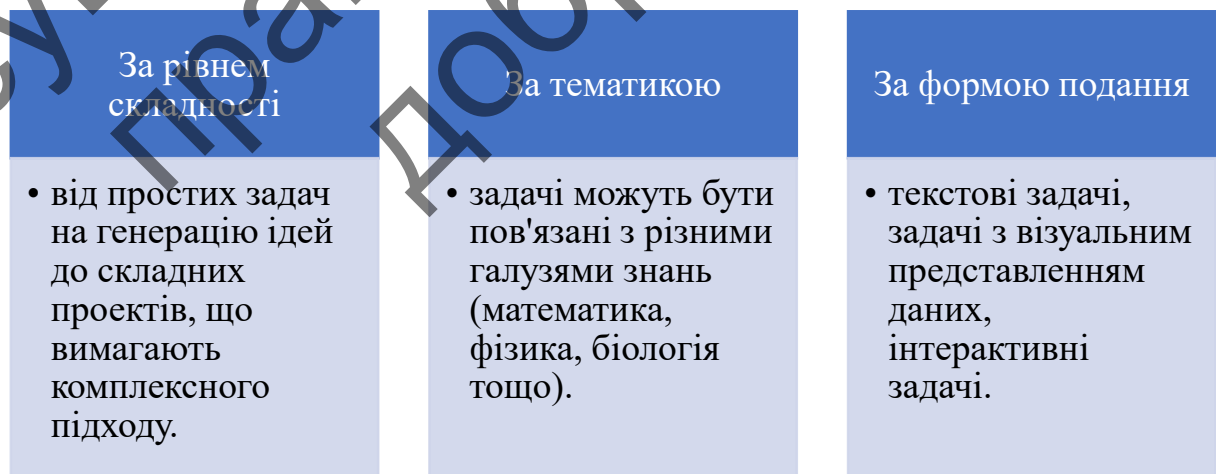 За рівнем
складності
• від простих задач
на генерацію ідей
до складних
проектів, що
вимагають
комплексного
підходу.
За тематикою
• задачі можуть бути
пов'язані з різними
галузями знань
(математика,
фізика, біологія
тощо).
За формою подання
• текстові задачі,
задачі з візуальним
представленням
даних,
інтерактивні
задачі.